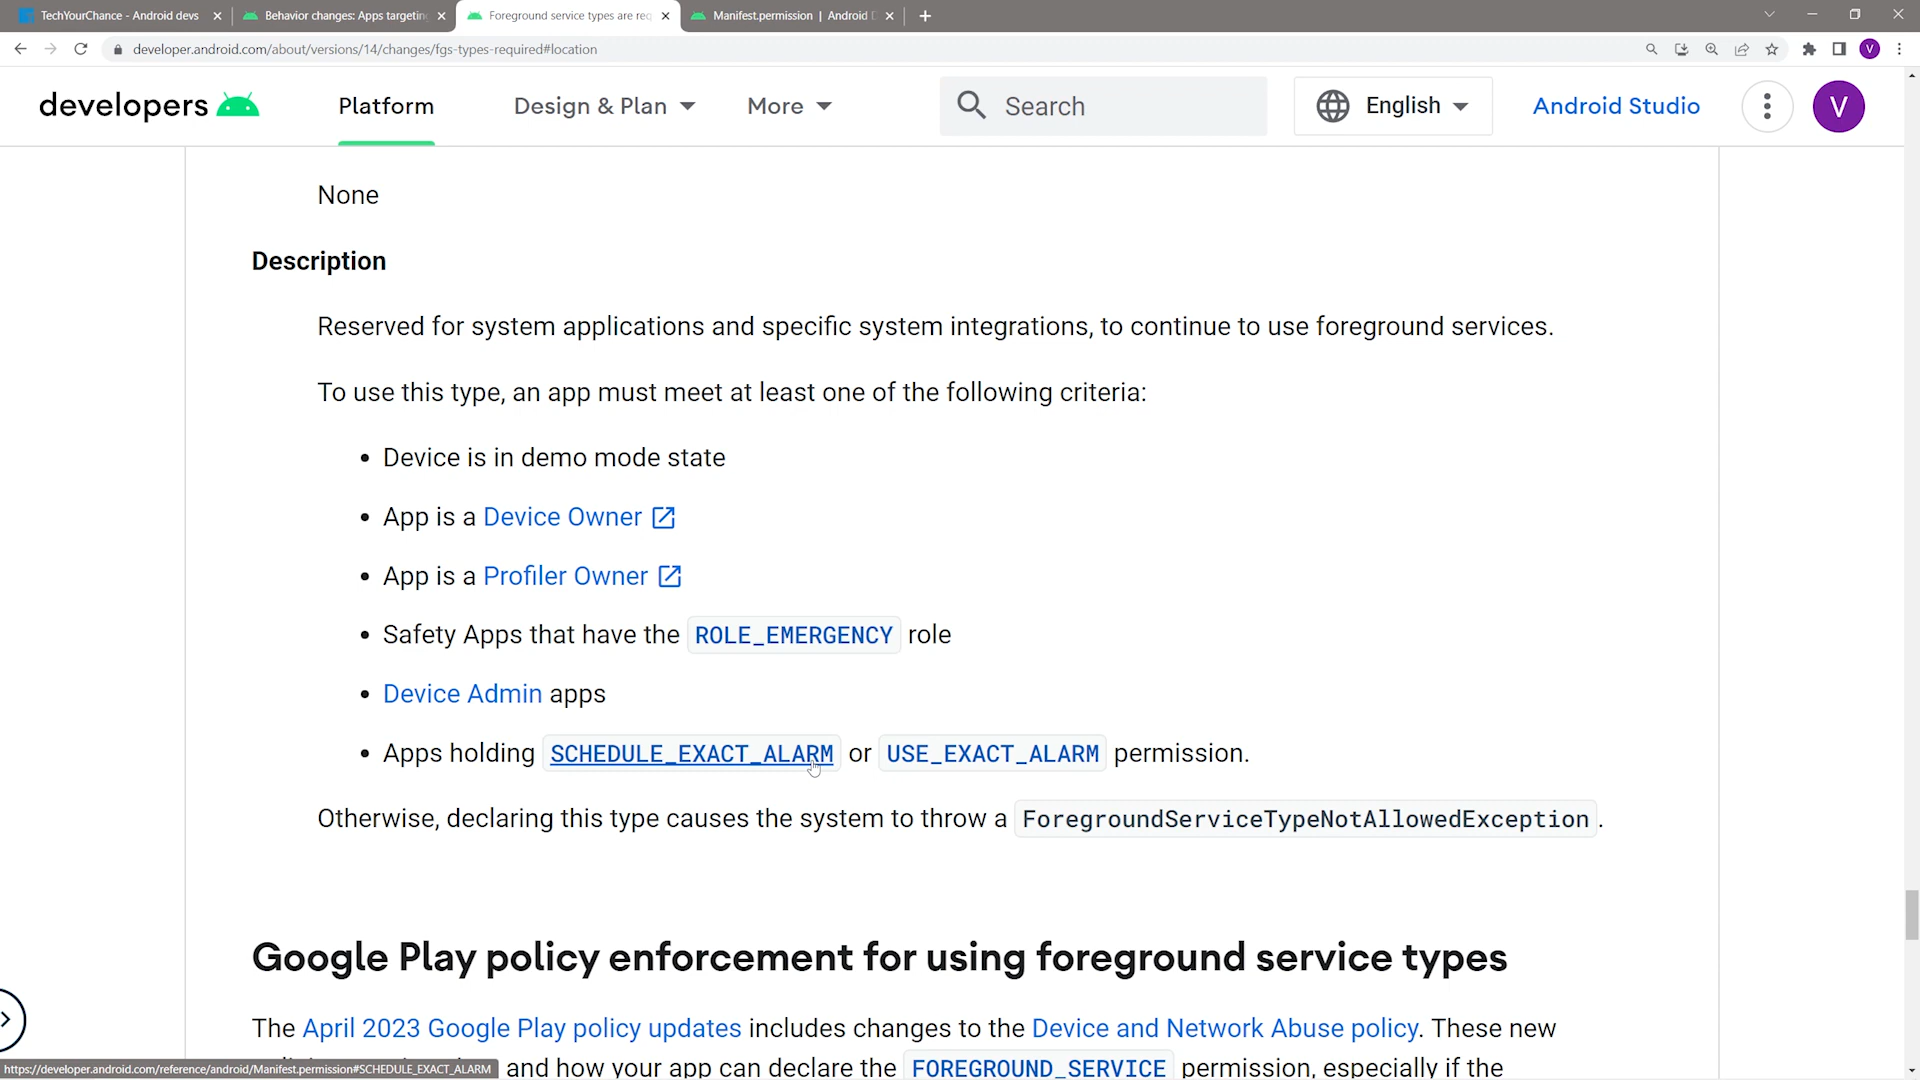 TechYourChance - Android devs
Behavior changes: Apps targeting
Foreground service types are req
Manifest.permission | Android D
developer.android.com/about/versions/14/changes/fgs-types-required#location
V
developers
Platform
Design & Plan
More
Search
English
Android Studio
V
None
Description
Reserved for system applications and specific system integrations, to continue to use foreground services.
To use this type, an app must meet at least one of the following criteria:
• Device is in demo mode state
• App is a Device Owner
• App is a Profiler Owner
• Safety Apps that have the ROLE_EMERGENCY role
• Device Admin apps
• Apps holding SCHEDULE_EXACT_ALARM or USE_EXACT_ALARM permission.
Otherwise, declaring this type causes the system to throw a ForegroundServiceTypeNotAllowedException.
Google Play policy enforcement for using foreground service types
The April 2023 Google Play policy updates includes changes to the Device and Network Abuse policy. These new
and how your app can declare the FOREGROUND_SERVICE permission, especially if the
https://developer.android.com/reference/android/Manifest.permission#SCHEDULE_EXACT_ALARM